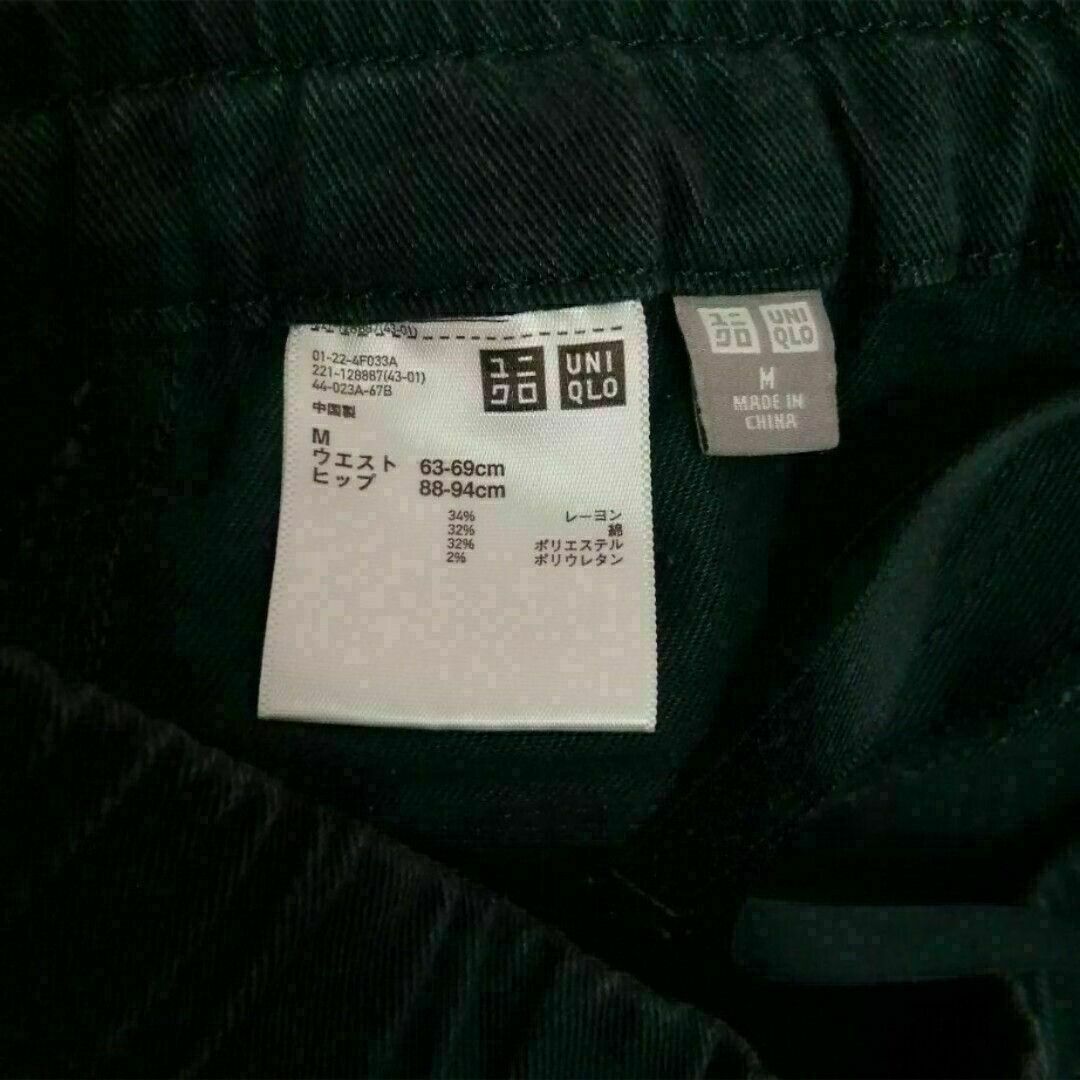 01-22-4F033A
221-128887(43-01)
44-023A-67B
中国製
ユニクロ
UNIQLO
M
ウエスト 63-69cm
ヒップ 88-94cm
34% レーヨン
32% 綿
32% ポリエステル
2% ポリウレタン
ユニクロ
UNIQLO
M
MADE IN
CHINA